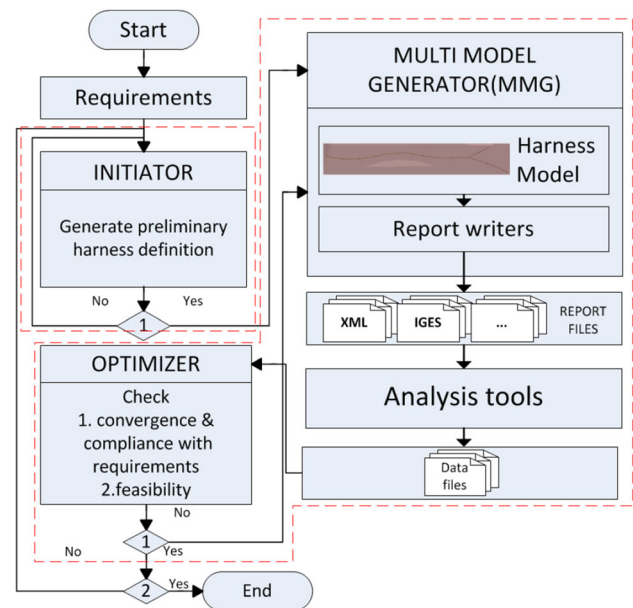 Start
Requirements
INITIATOR
Generate preliminary
harness definition
No
Yes
1
MULTI MODEL
GENERATOR(MMG)
Harness
Model
Report writers
XML
IGES
...
REPORT
FILES
Analysis tools
Data
files
OPTIMIZER
Check
1. convergence &
compliance with
requirements
2.feasibility
No
1
Yes
No
2
Yes
End